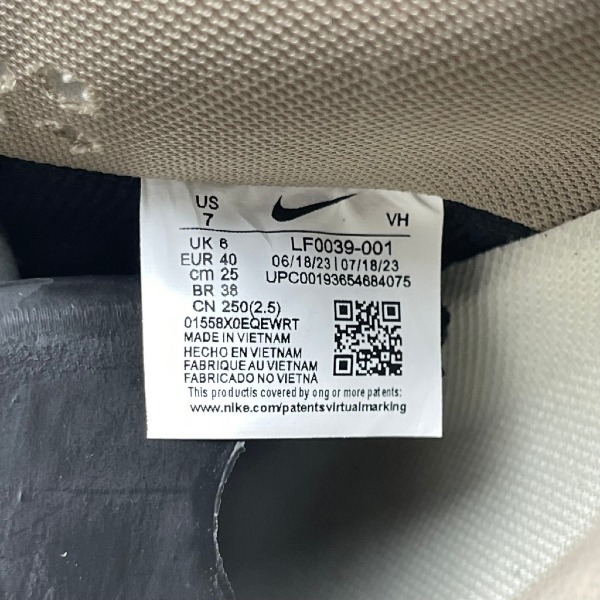 US
7
VH
UK 6
LF0039-001
EUR 40
06/18/23 | 07/18/23
cm 25
UPC00193654684075
BR 38
CN 250(2.5)
01558X0EQEWRT
MADE IN VIETNAM
HECHO EN VIETNAM
FABRIQUE AU VIETNAM
FABRICADO NO VIETNA
This productis covered by ong or more patents:
www.nike.com/patentsvirtualmarking